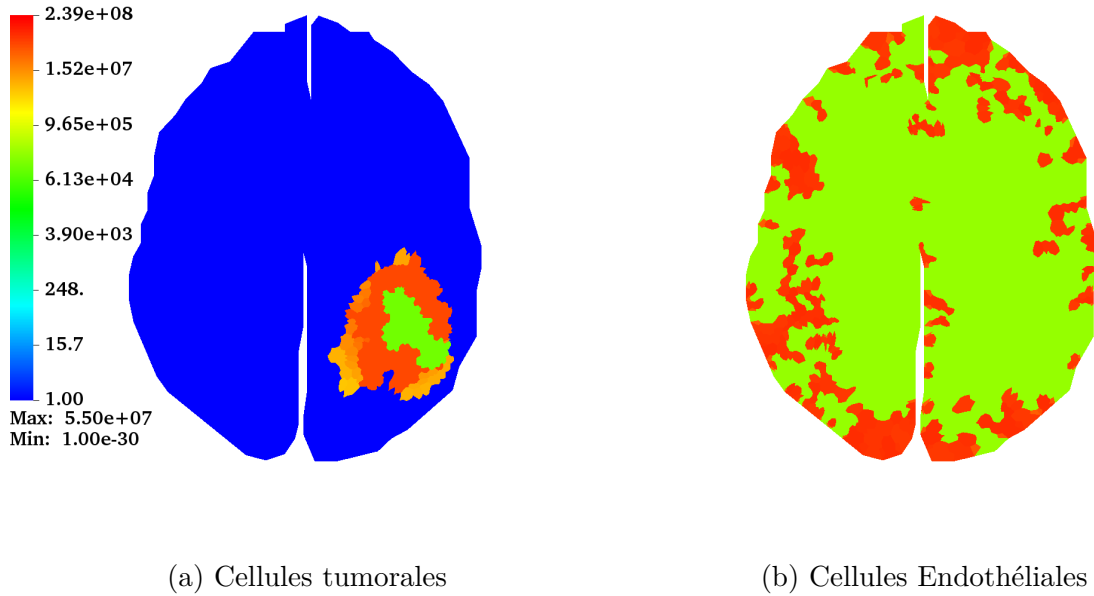 2.39e+08
1.52e+07
9.65e+05
6.13e+04
3.90e+03
248.
15.7
1.00
Max: 5.50e+07
Min: 1.00e-30
(a) Cellules tumorales
(b) Cellules Endothéliales